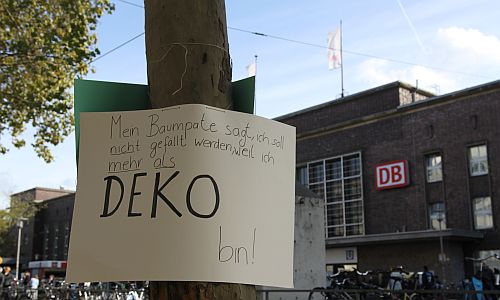 Mein Baumpate sagt, ich soll
nicht gefällt werden, weil ich
mehr als
DEKO
bin!
DB